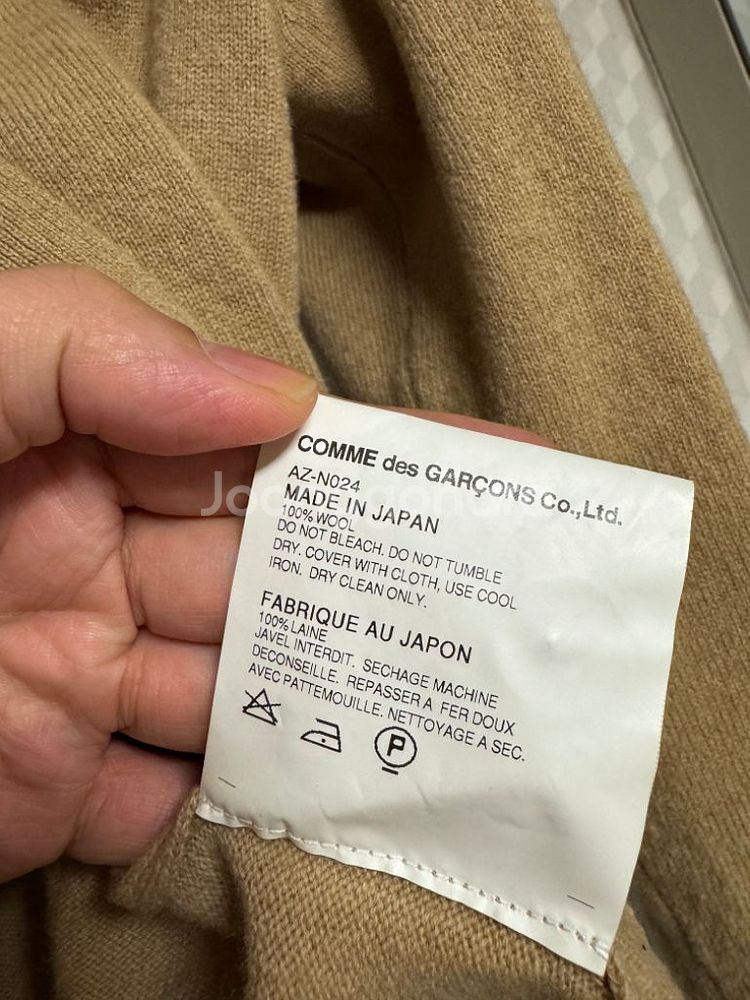 COMME des GARÇONS Co.,Ltd.
AZ-N024
MADE IN JAPAN
100% WOOL
DO NOT BLEACH. DO NOT TUMBLE
DRY. COVER WITH CLOTH, USE COOL
IRON. DRY CLEAN ONLY.
FABRIQUE AU JAPON
100% LAINE
JAVEL INTERDIT. SECHAGE MACHINE
DECONSEILLE. REPASSER A FER DOUX
AVEC PATTEMOUILLE. NETTOYAGE A SEC.
P